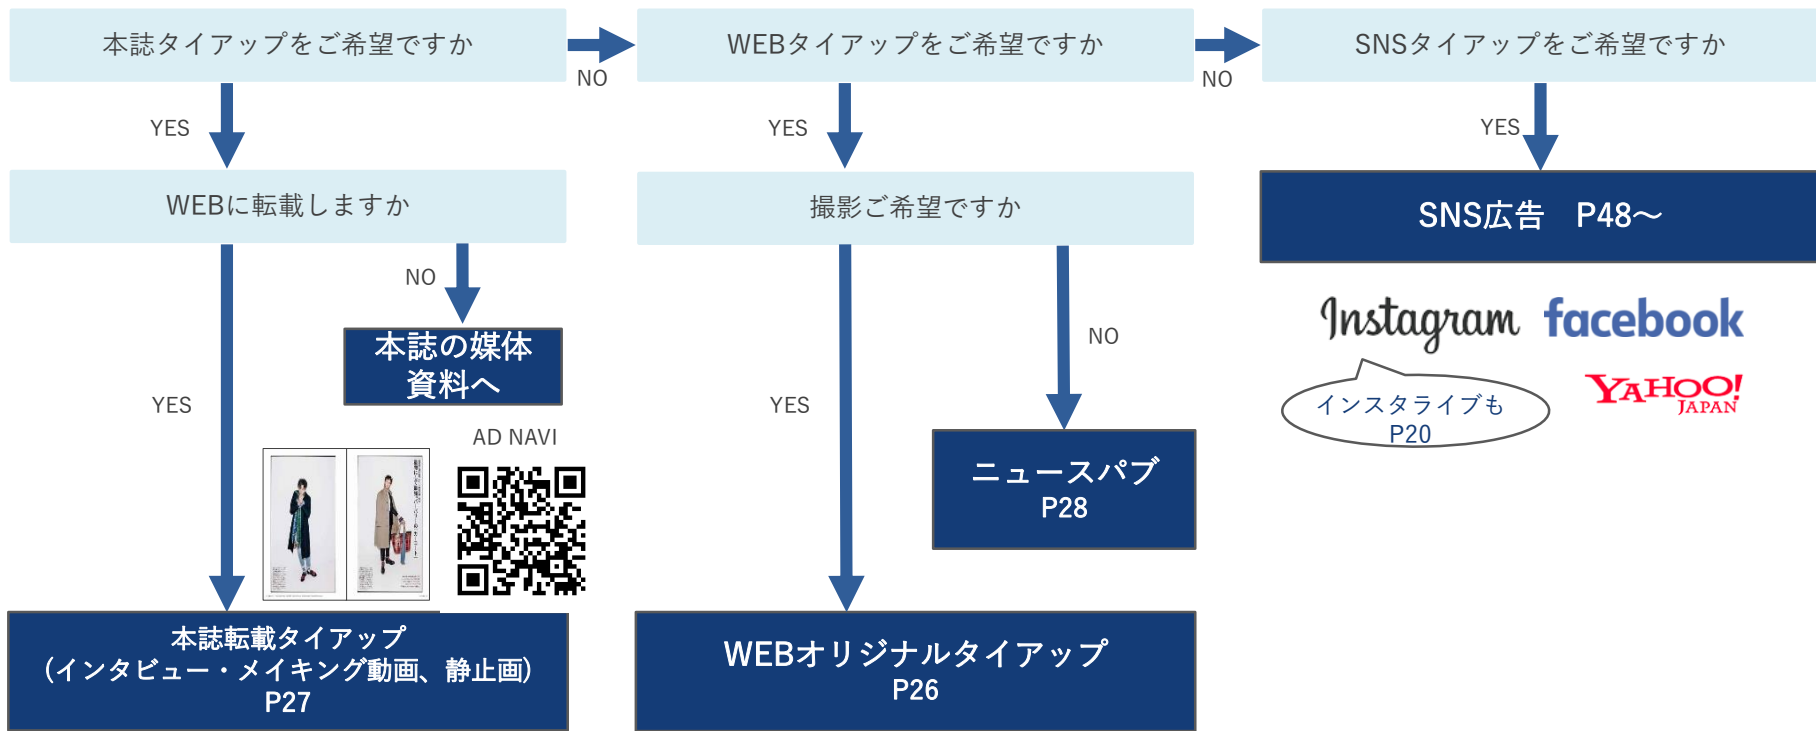 本誌タイアップをご希望ですか
NO
WEBタイアップをご希望ですか
NO
SNSタイアップをご希望ですか
YES
YES
YES
WEBに転載しますか
撮影ご希望ですか
SNS広告　P48～
NO
本誌の媒体
資料へ
YES
AD NAVI
NO
YES
ニュースパブ
P28
Instagram
facebook
YAHOO!
JAPAN
インスタライブも
P20
本誌転載タイアップ
（インタビュー・メイキング動画、静止画）
P27
WEBオリジナルタイアップ
P26